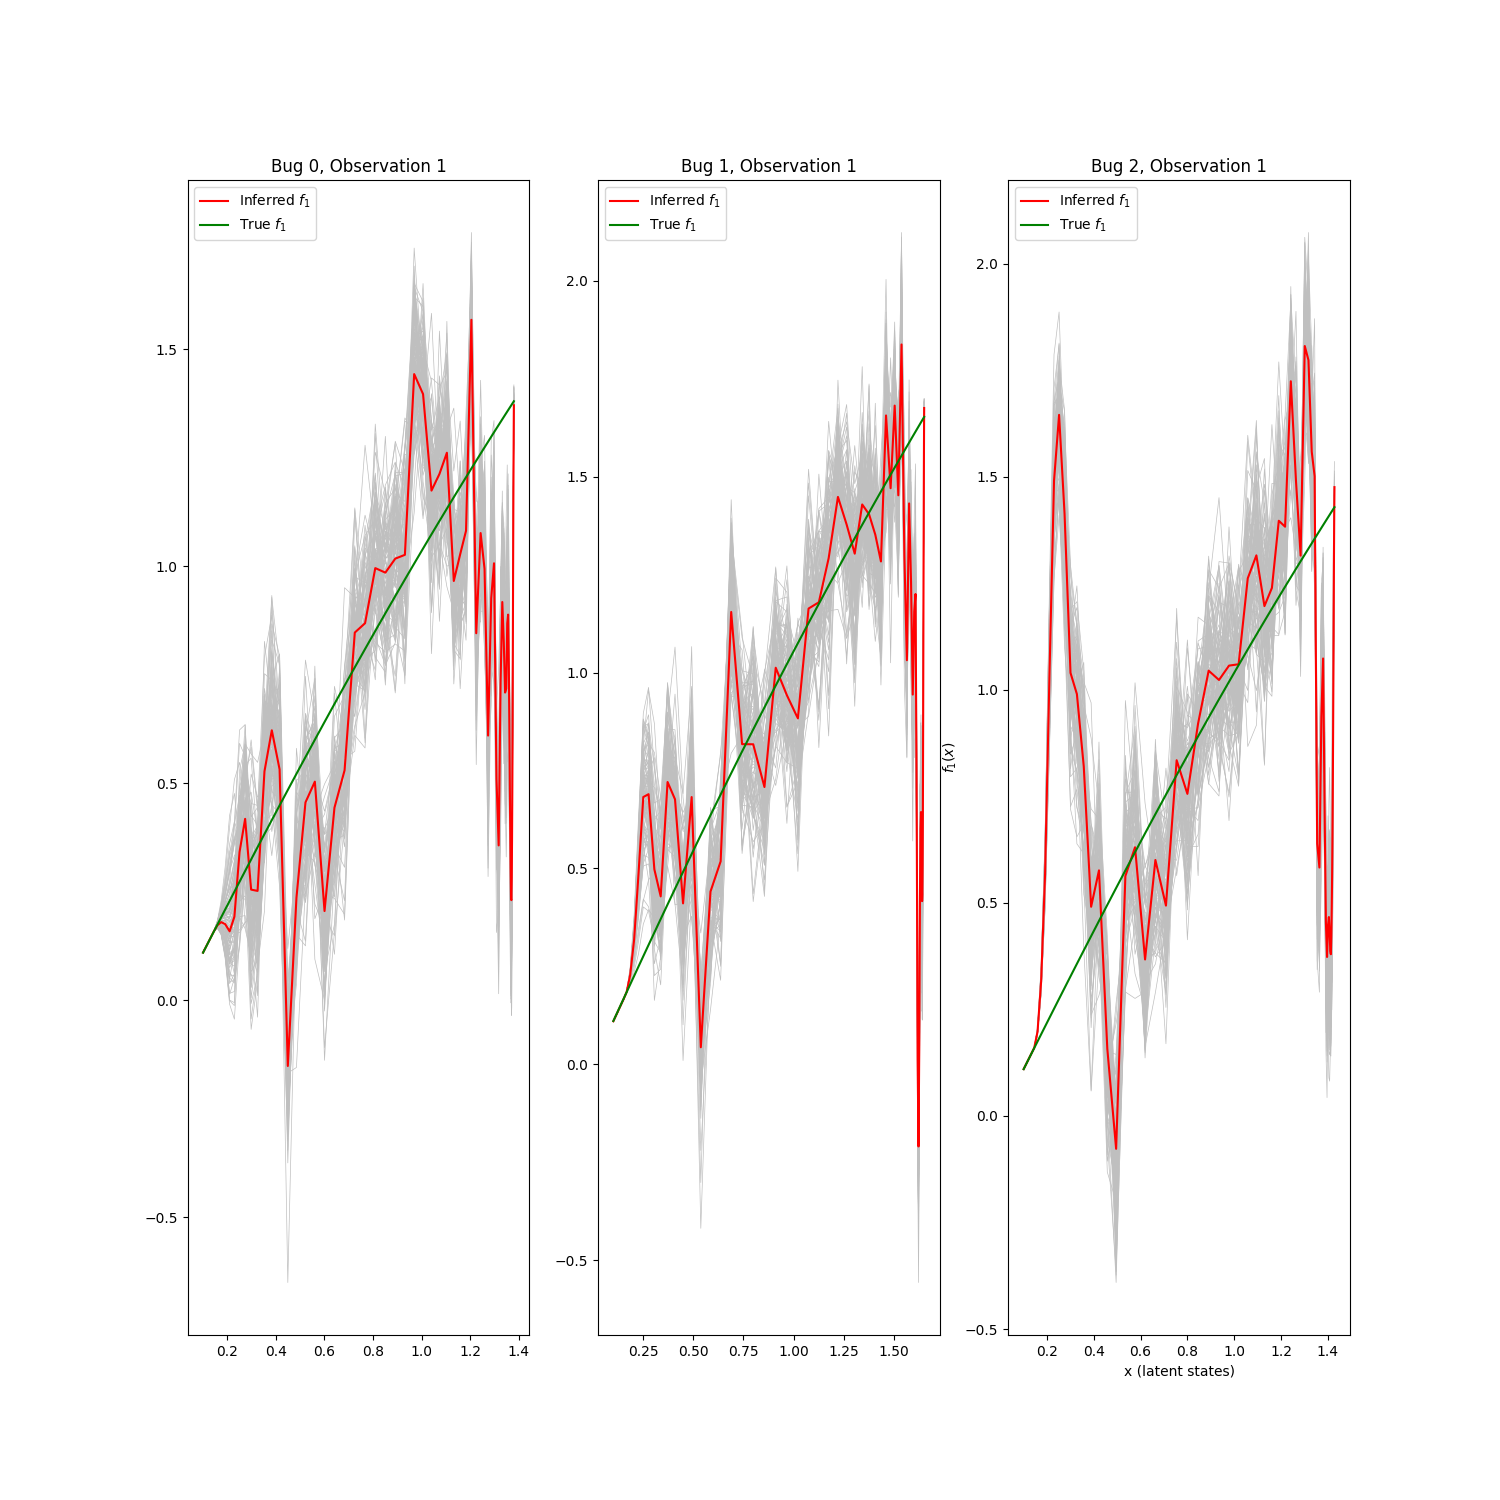 Bug 0, Observation 1
Inferred f₁
True f₁
1.5
1.0
0.5
0.0
−0.5
0.2 0.4 0.6 0.8 1.0 1.2 1.4
Bug 1, Observation 1
Inferred f₁
True f₁
2.0
1.5
1.0
0.5
0.0
−0.5
0.25 0.50 0.75 1.00 1.25 1.50
Bug 2, Observation 1
Inferred f₁
True f₁
f₁(x)
2.0
1.5
1.0
0.5
0.0
−0.5
0.2 0.4 0.6 0.8 1.0 1.2 1.4
x (latent states)